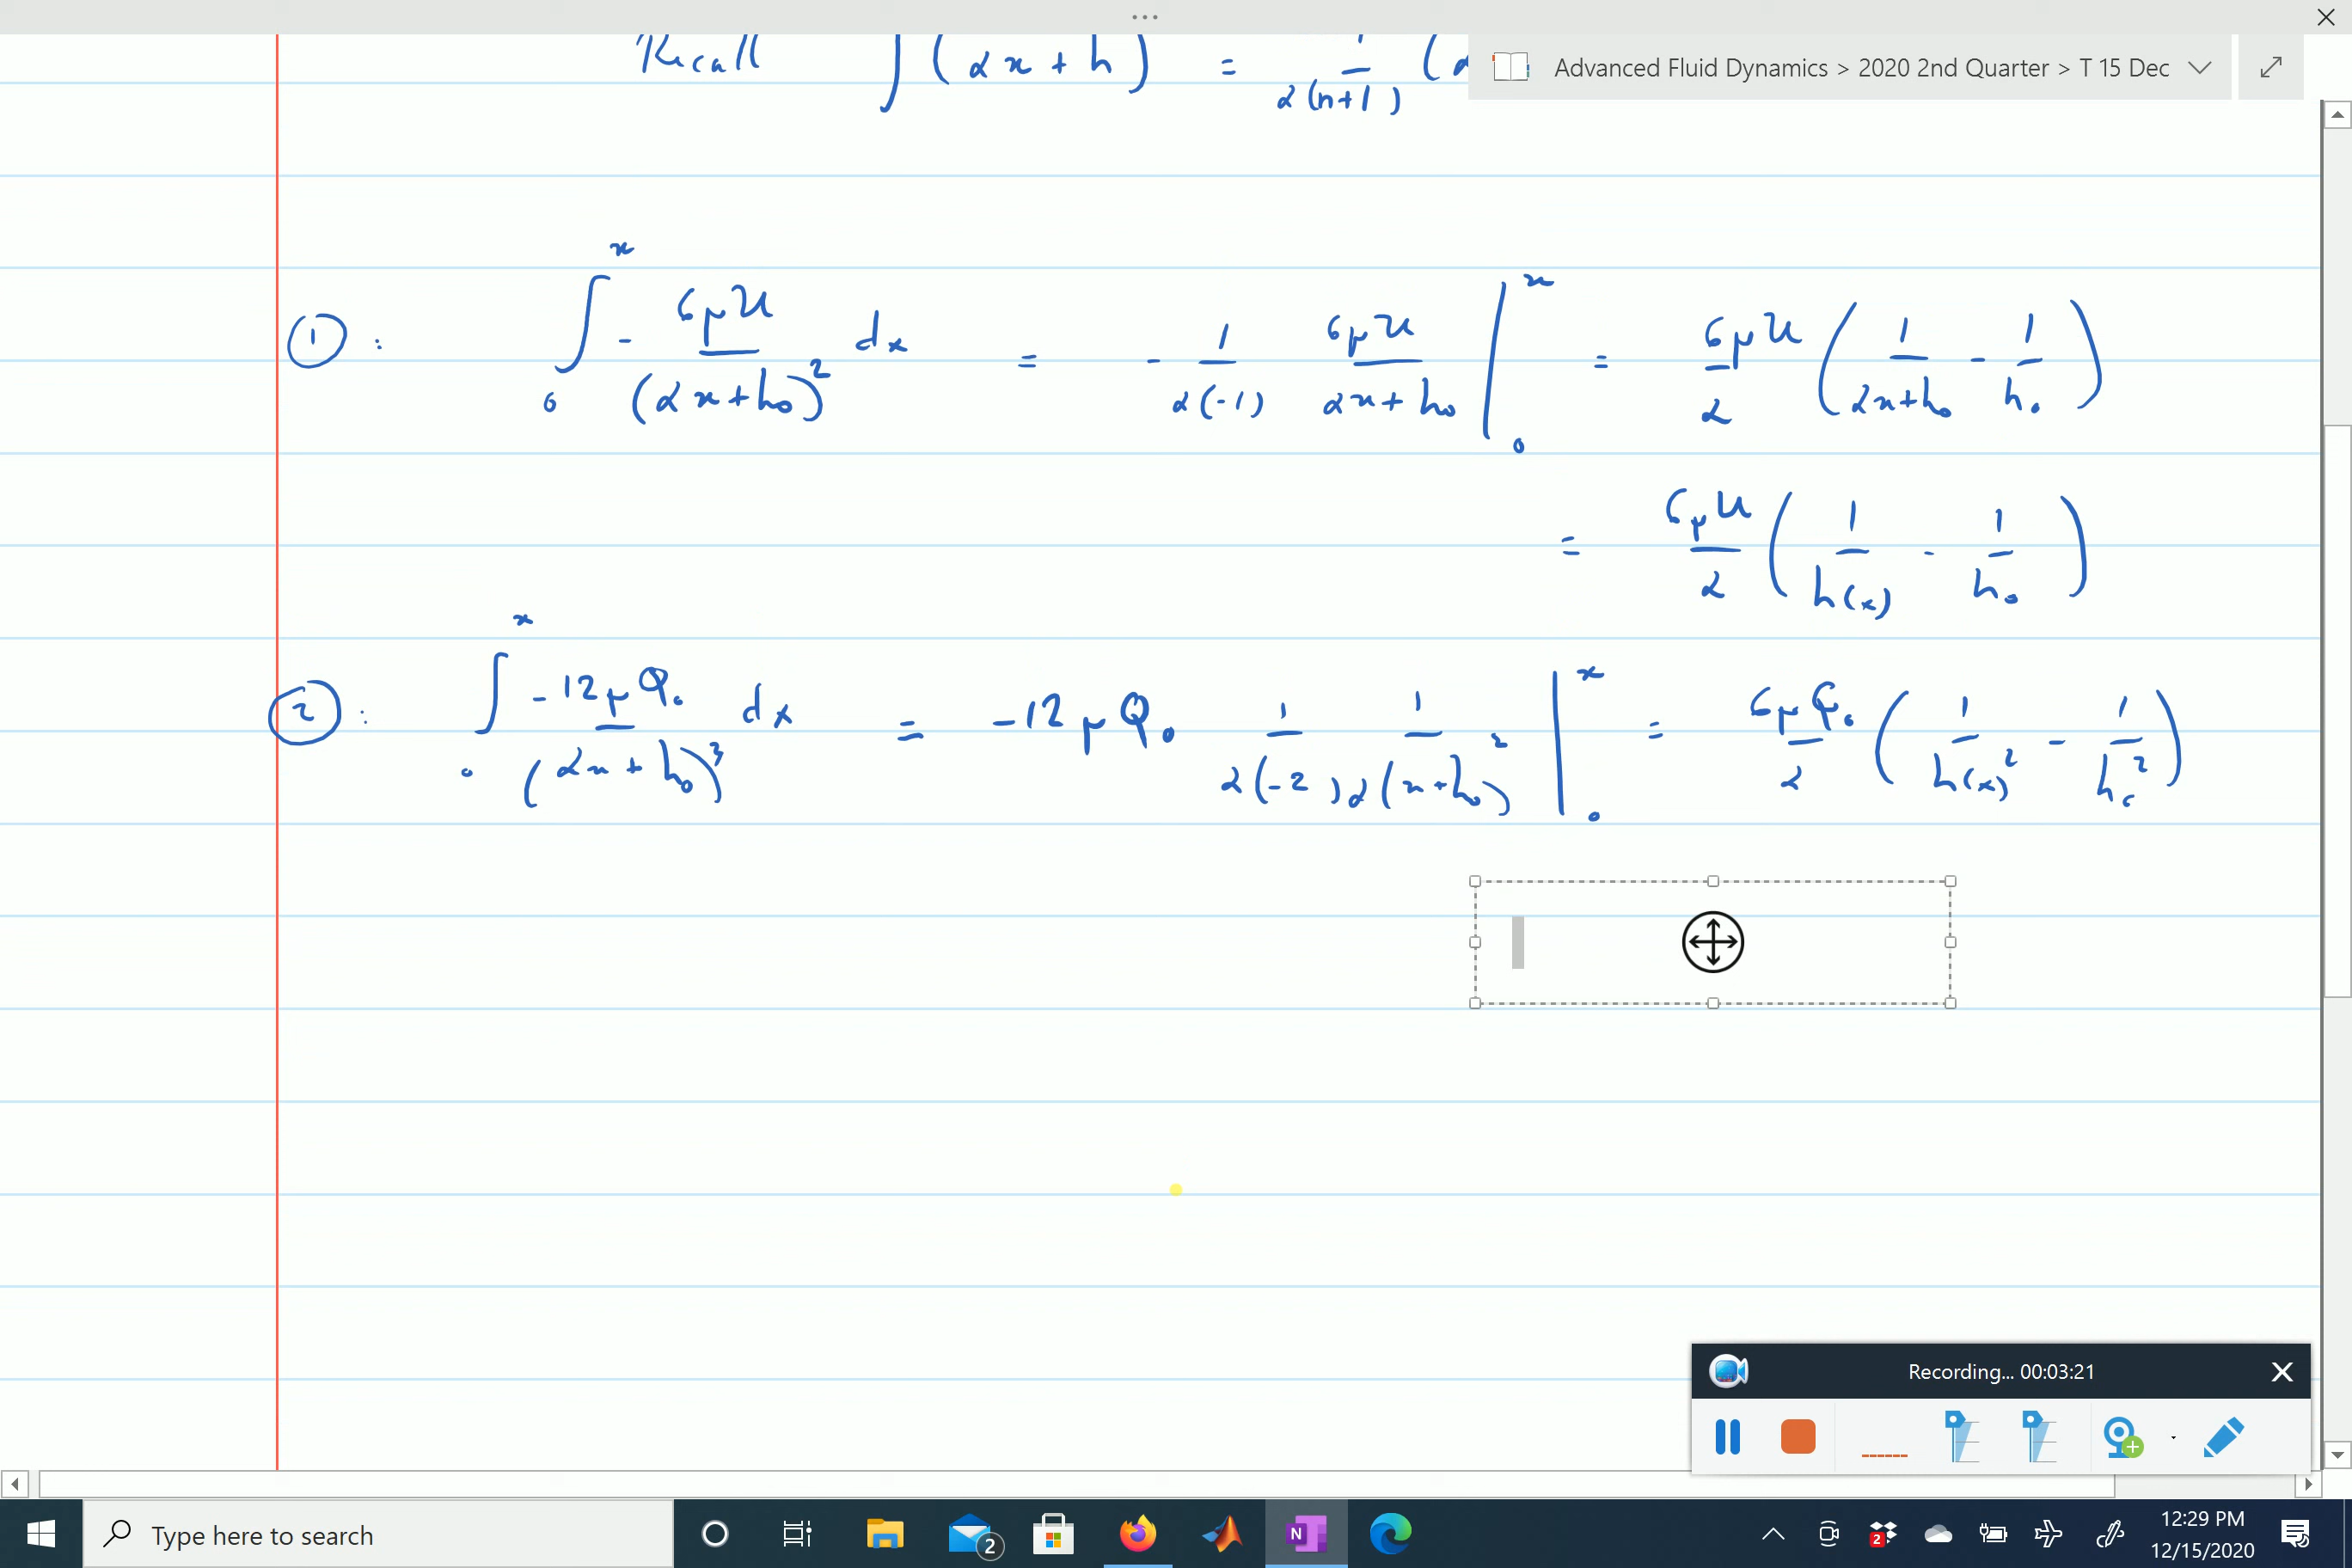 Advanced Fluid Dynamics > 2020 2nd Quarter > T 15 Dec
Recall ∫ (αx + h) = 1/α(n+1) (α
① : ∫₀ˣ - 6μU/(αx+h₀)² dx = - 1/α(-1) 6μU/αx+h₀ |₀ˣ = 6μU/α (1/αx+h₀ - 1/h₀)
= 6μU/α (1/h(x) - 1/h₀)
② : ∫₀ˣ -12μQ₀/(αx+h₀)³ dx = -12μQ₀ 1/α(-2) 1/α(x+h₀)² |₀ˣ = 6μQ₀/α (1/h(x)² - 1/h₀²)
Recording... 00:03:21
Type here to search
2
N
2
12:29 PM
12/15/2020